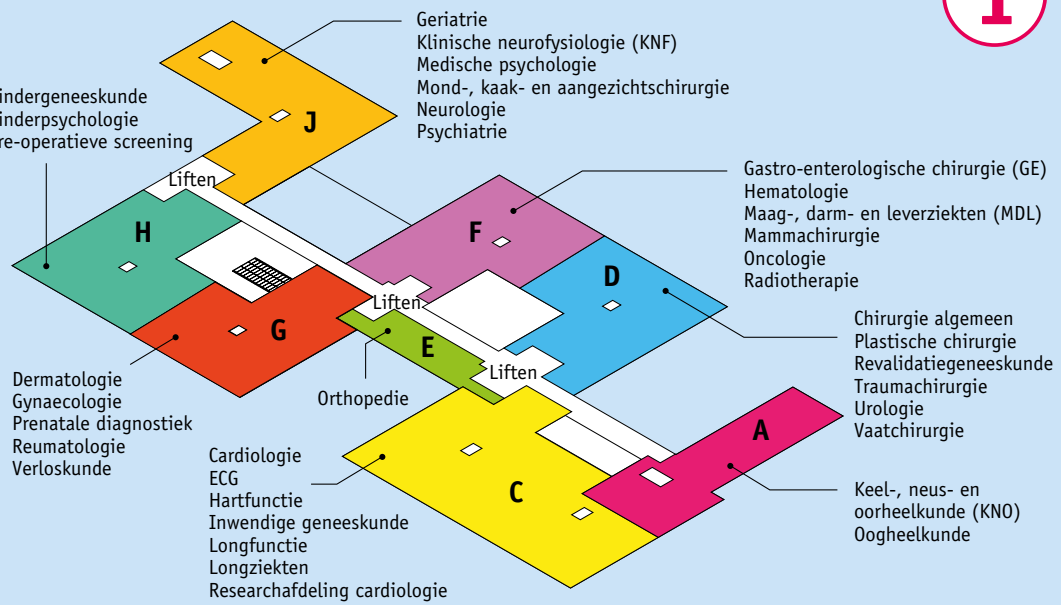 1
Geriatrie
Klinische neurofysiologie (KNF)
Medische psychologie
Mond-, kaak- en aangezichtschirurgie
Neurologie
Psychiatrie
indergeneeskunde
inderpsychologie
re-operatieve screening
J
Liften
Gastro-enterologische chirurgie (GE)
Hematologie
Maag-, darm- en leverziekten (MDL)
Mammachirurgie
Oncologie
Radiotherapie
H
F
D
Liften
G
E
Liften
Chirurgie algemeen
Plastische chirurgie
Revalidatiegeneeskunde
Traumachirurgie
Urologie
Vaatchirurgie
Dermatologie
Gynaecologie
Prenatale diagnostiek
Reumatologie
Verloskunde
Orthopedie
A
Cardiologie
ECG
Hartfunctie
Inwendige geneeskunde
Longfunctie
Longziekten
Researchafdeling cardiologie
C
Keel-, neus- en
oorheelkunde (KNO)
Oogheelkunde